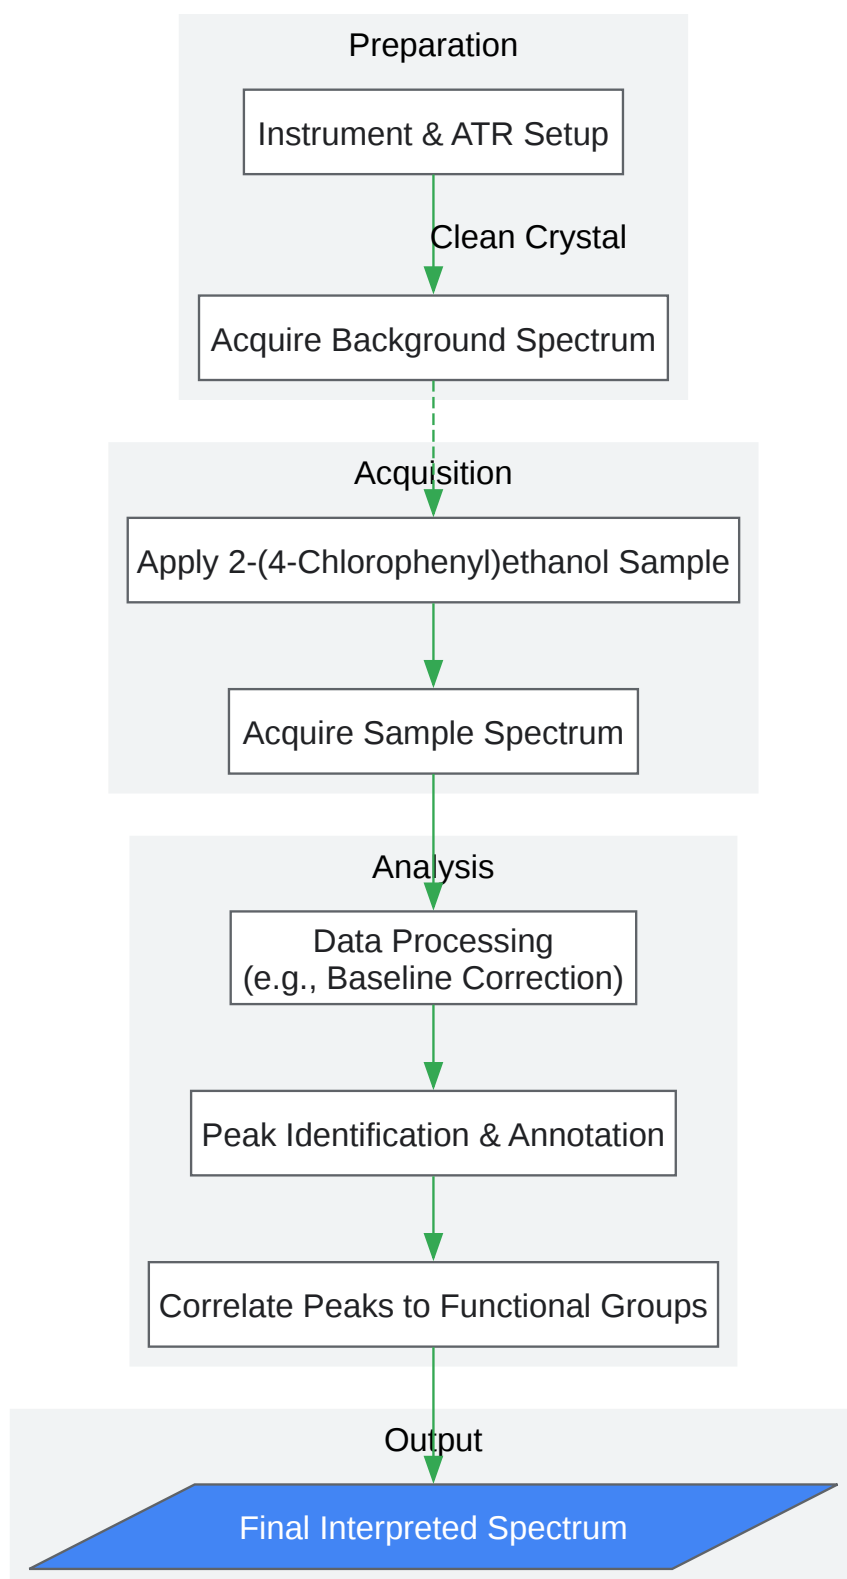 Preparation
Instrument & ATR Setup
Clean Crystal
Acquire Background Spectrum
Acquisition
Apply 2-(4-Chlorophenyl)ethanol Sample
Acquire Sample Spectrum
Analysis
Data Processing
(e.g., Baseline Correction)
Peak Identification & Annotation
Correlate Peaks to Functional Groups
Output
Final Interpreted Spectrum